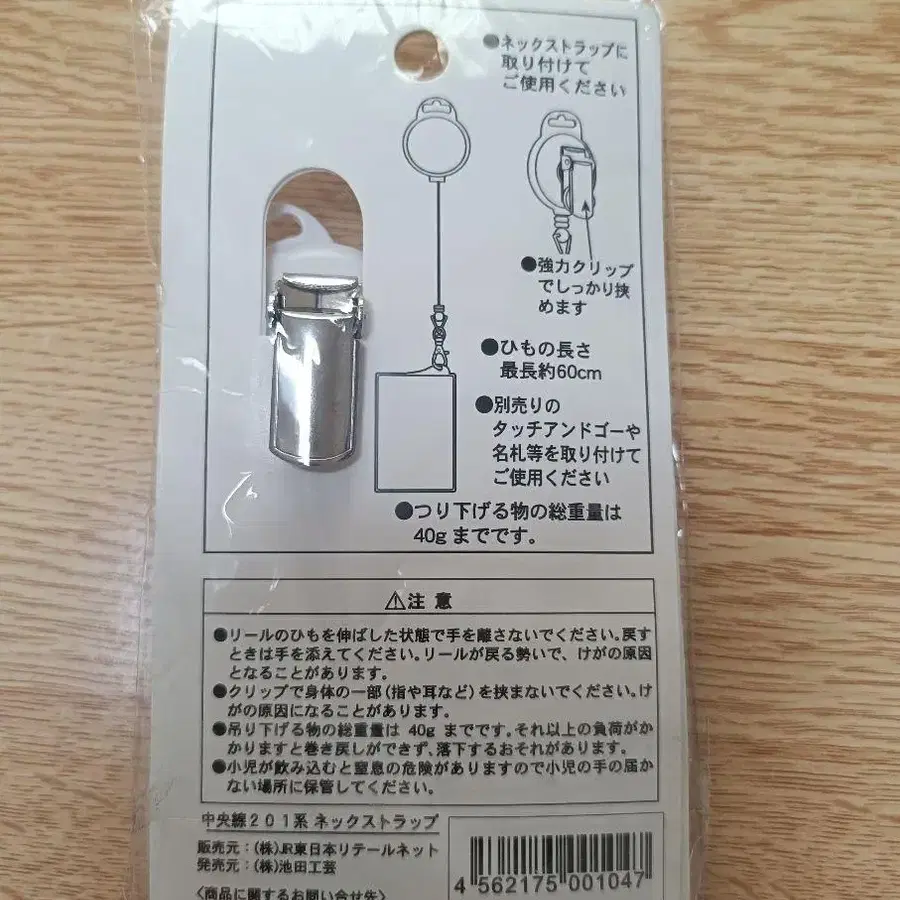 ●ネックストラップに
取り付けて
ご使用ください
●強力クリップ
でしっかり挟
めます
●ひもの長さ
最長約60cm
●別売りの
タッチアンドゴーや
名札等を取り付けて
ご使用ください
●つり下げる物の総重量は
40gまでです。
⚠注意
●リールのひもを伸ばした状態で手を離さないでください。戻す
ときは手を添えてください。リールが戻る勢いで、けがの原因
となることがあります。
●クリップで身体の一部(指や耳など)を挟まないでください。け
がの原因になることがあります。
●吊り下げる物の総重量は 40g までです。それ以上の負荷がか
かりますと巻き戻しができず、落下するおそれがあります。
●小児が飲み込むと窒息の危険がありますので小児の手の届か
ない場所に保管してください。
中央線201系 ネックストラップ
販売元:(株)JR東日本リテールネット
発売元:(株)池田工芸
〈商品に関するお問い合せ先〉
4 562175 001047